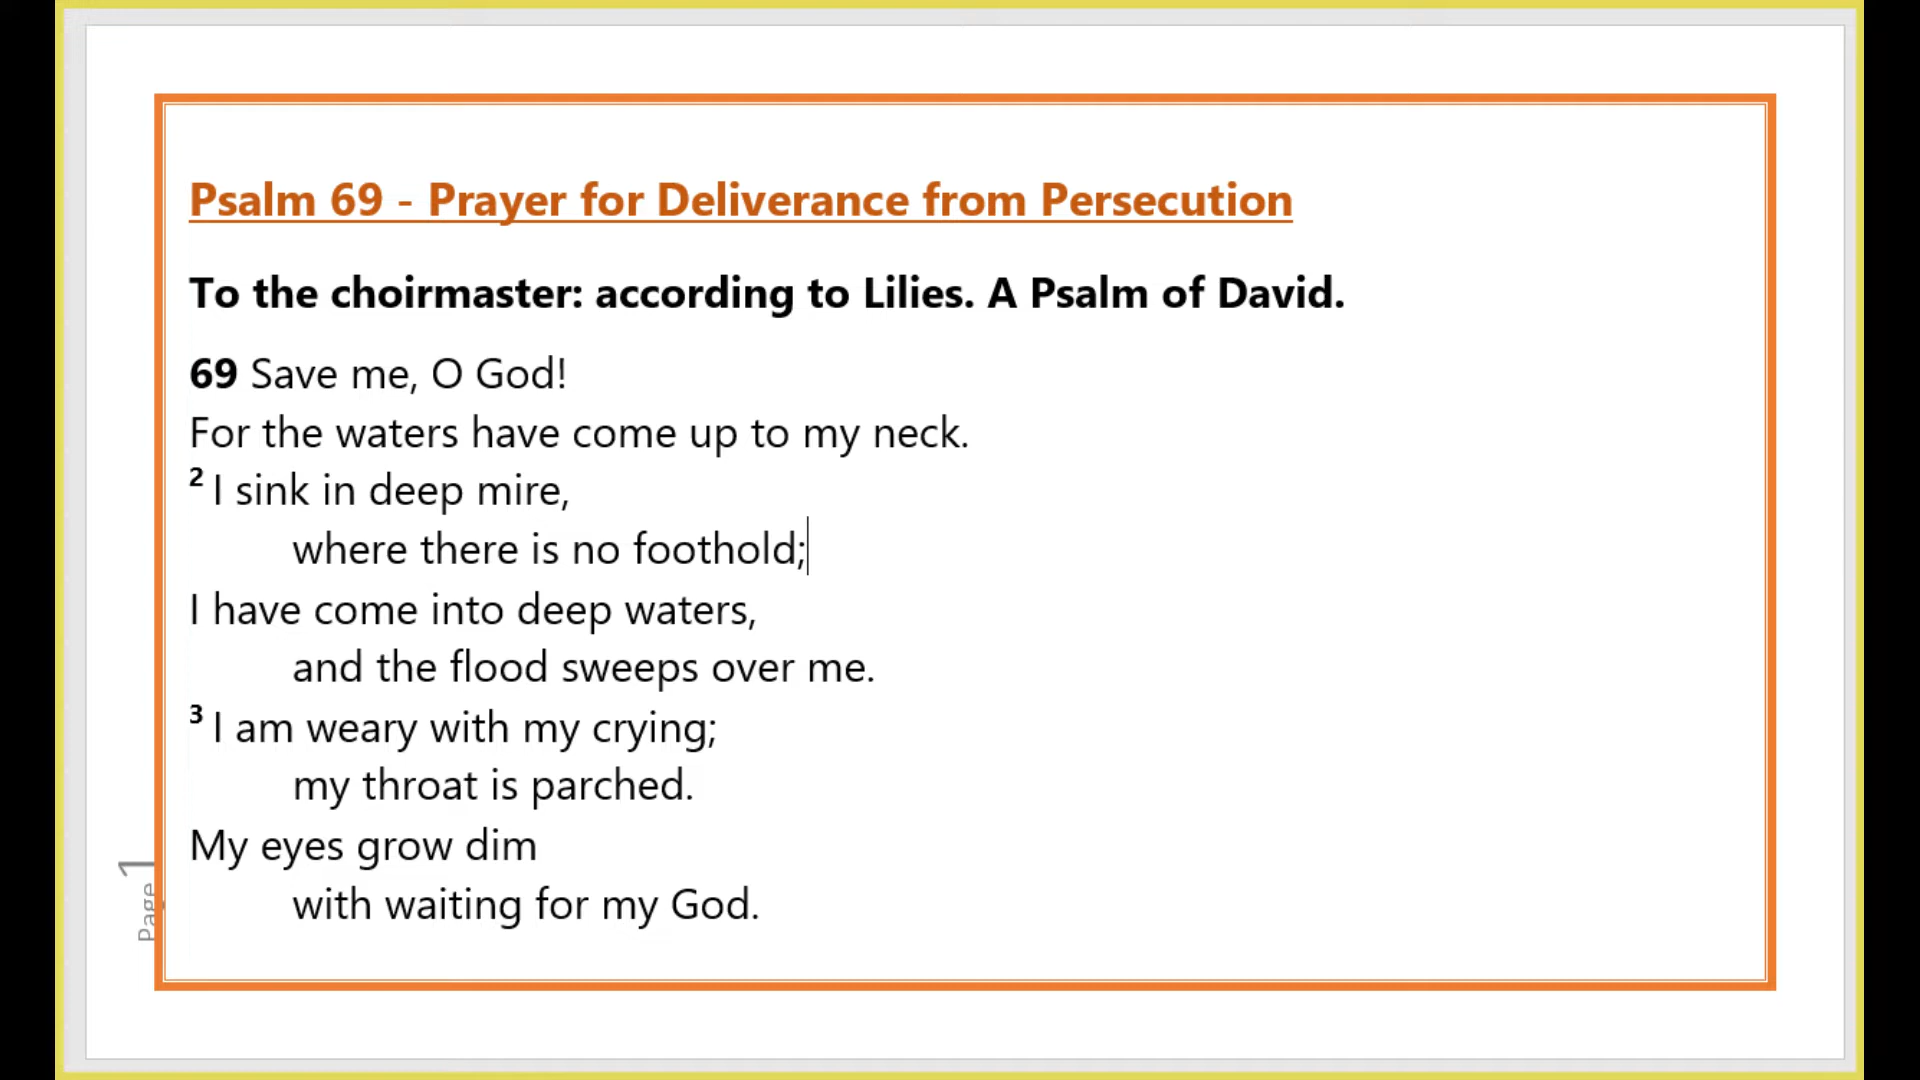 Psalm 69 - Prayer for Deliverance from Persecution
To the choirmaster: according to Lilies. A Psalm of David.
69 Save me, O God!
For the waters have come up to my neck.
2 I sink in deep mire,
where there is no foothold;
I have come into deep waters,
and the flood sweeps over me.
3 I am weary with my crying;
my throat is parched.
My eyes grow dim
with waiting for my God.
Page 1